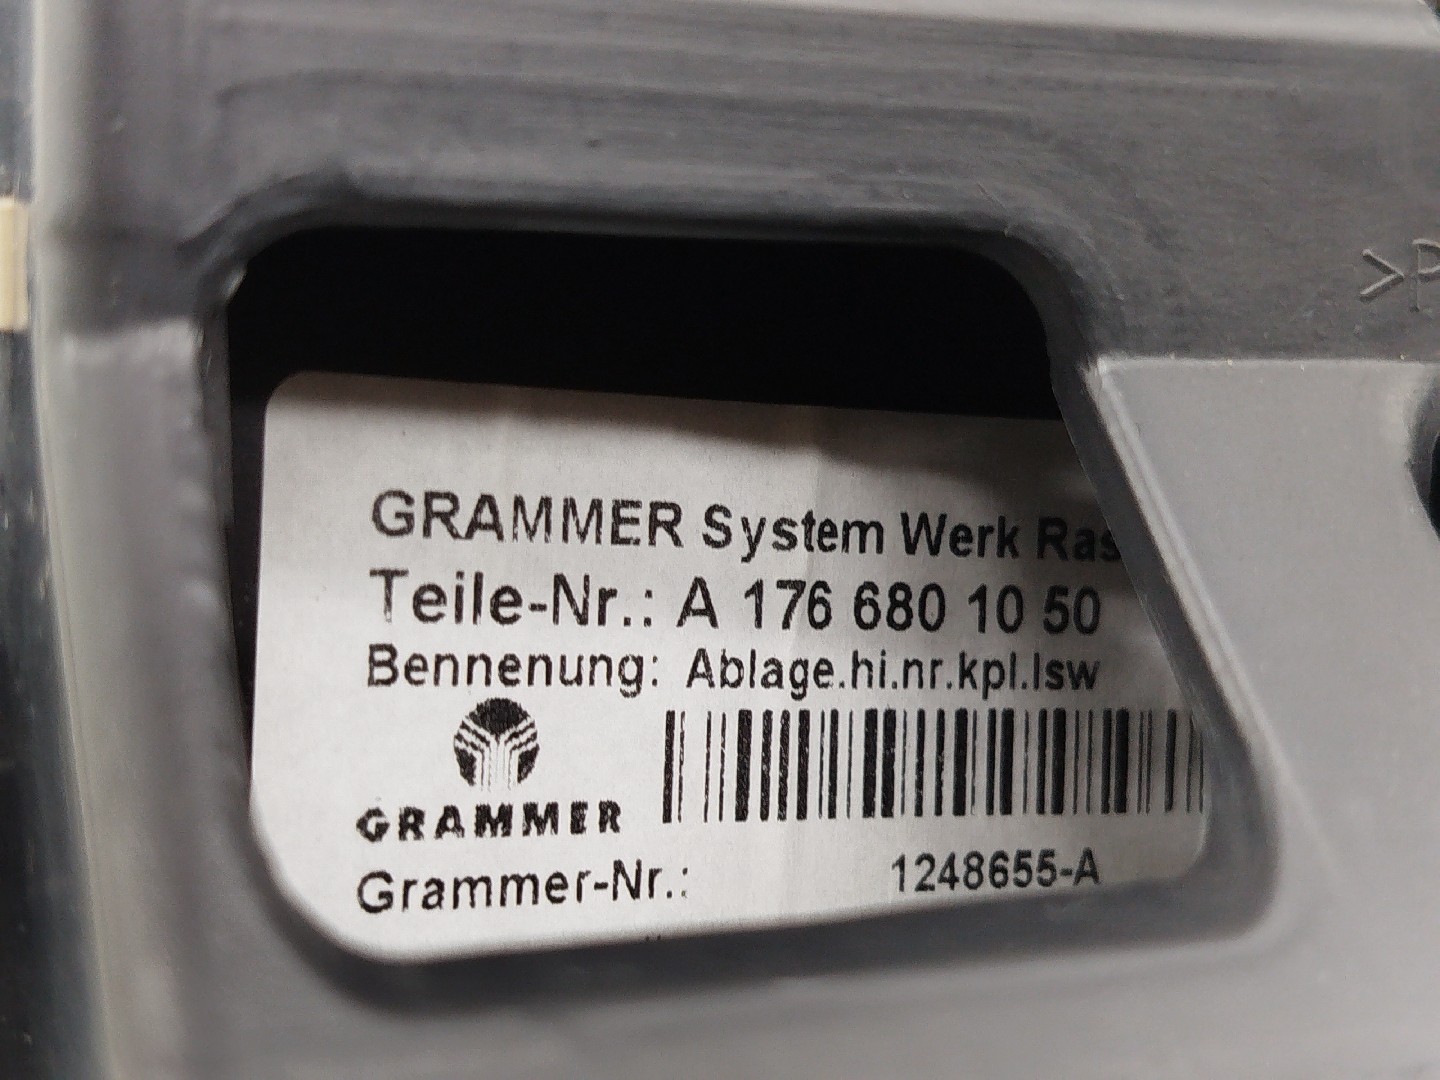 >P
GRAMMER System Werk Ras
Teile-Nr.: A 176 680 10 50
Bennenung: Ablage.hi.nr.kpl.lsw
GRAMMER
Grammer-Nr.: 1248655-A